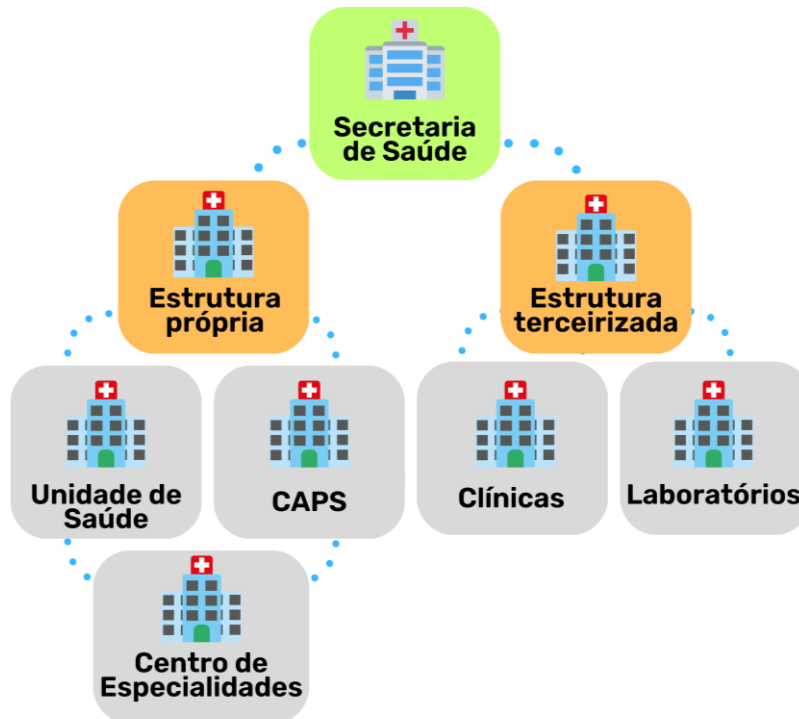 Secretaria
de Saúde
Estrutura
própria
Estrutura
terceirizada
Unidade de
Saúde
CAPS
Clínicas
Laboratórios
Centro de
Especialidades